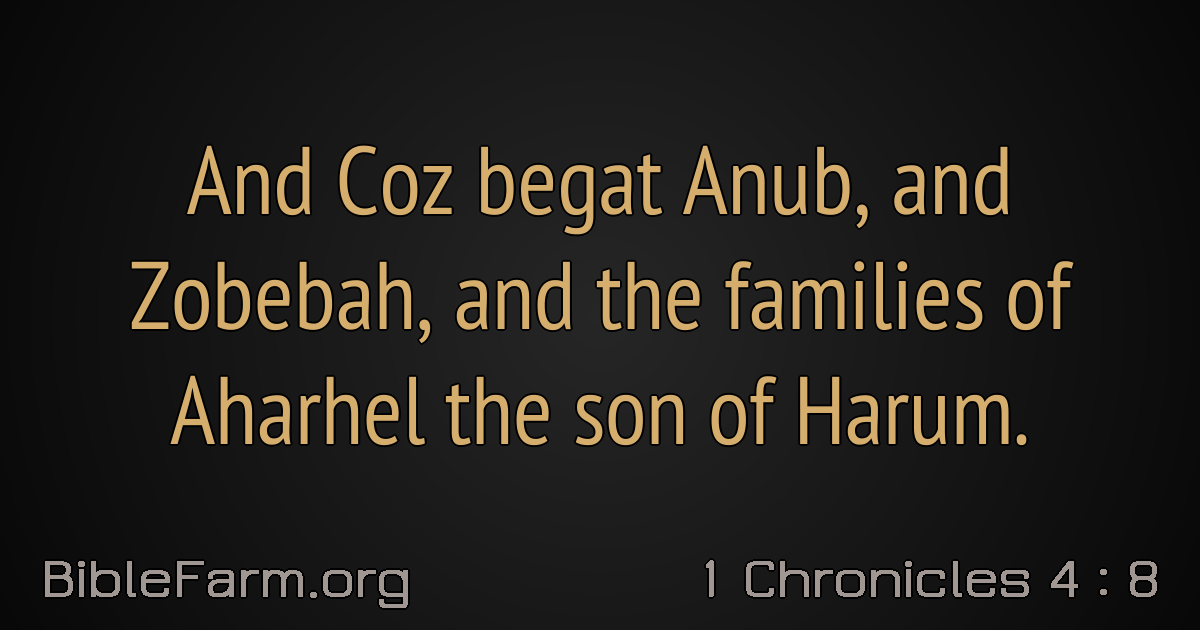 And Coz begat Anub, and
Zobebah, and the families of
Aharhel the son of Harum.
BibleFarm.org
1 Chronicles 4 : 8